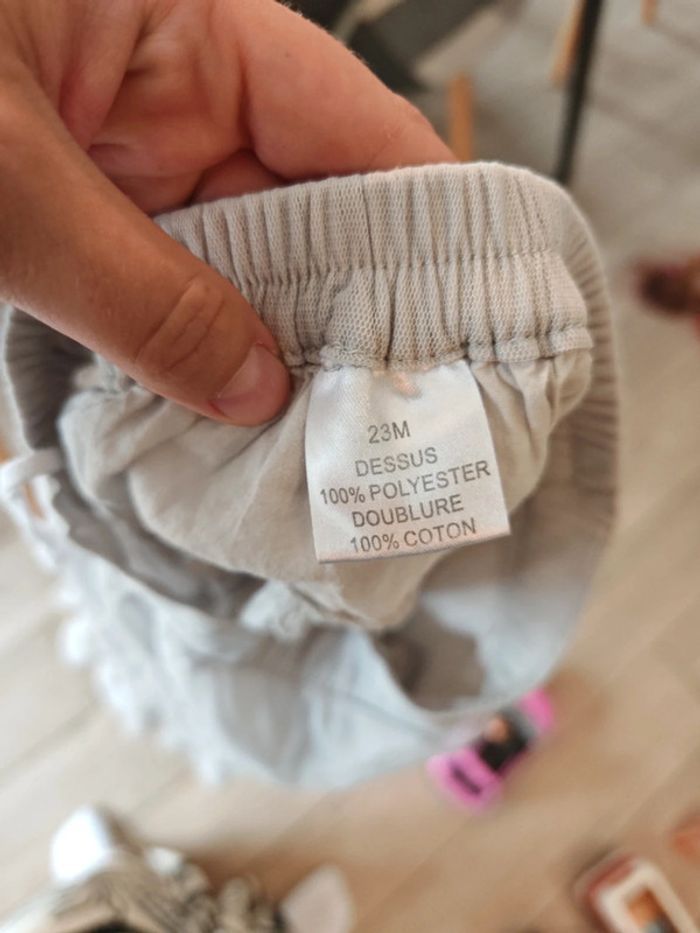 23M
DESSUS
100% POLYESTER
DOUBLURE
100% COTON